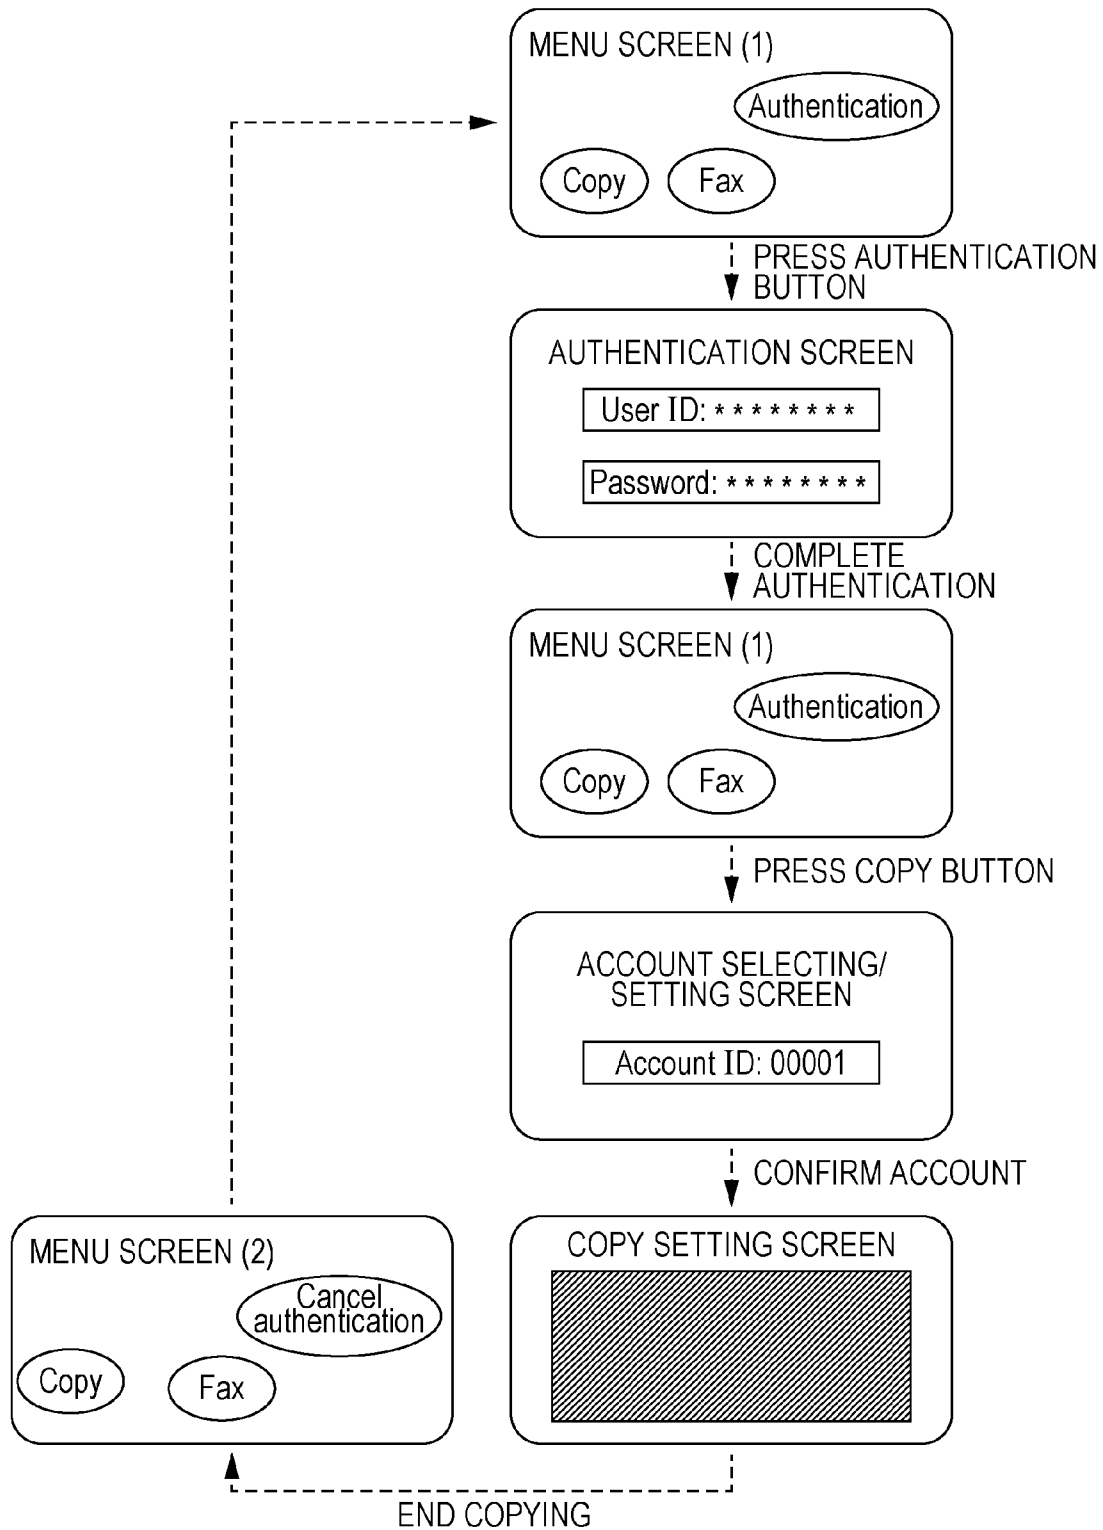 MENU SCREEN (1)
Authentication
Copy
Fax
PRESS AUTHENTICATION
BUTTON
AUTHENTICATION SCREEN
User ID: * * * * * * * *
Password: * * * * * * * *
COMPLETE
AUTHENTICATION
MENU SCREEN (1)
Authentication
Copy
Fax
PRESS COPY BUTTON
ACCOUNT SELECTING/
SETTING SCREEN
Account ID: 00001
CONFIRM ACCOUNT
COPY SETTING SCREEN
MENU SCREEN (2)
Cancel
authentication
Copy
Fax
END COPYING